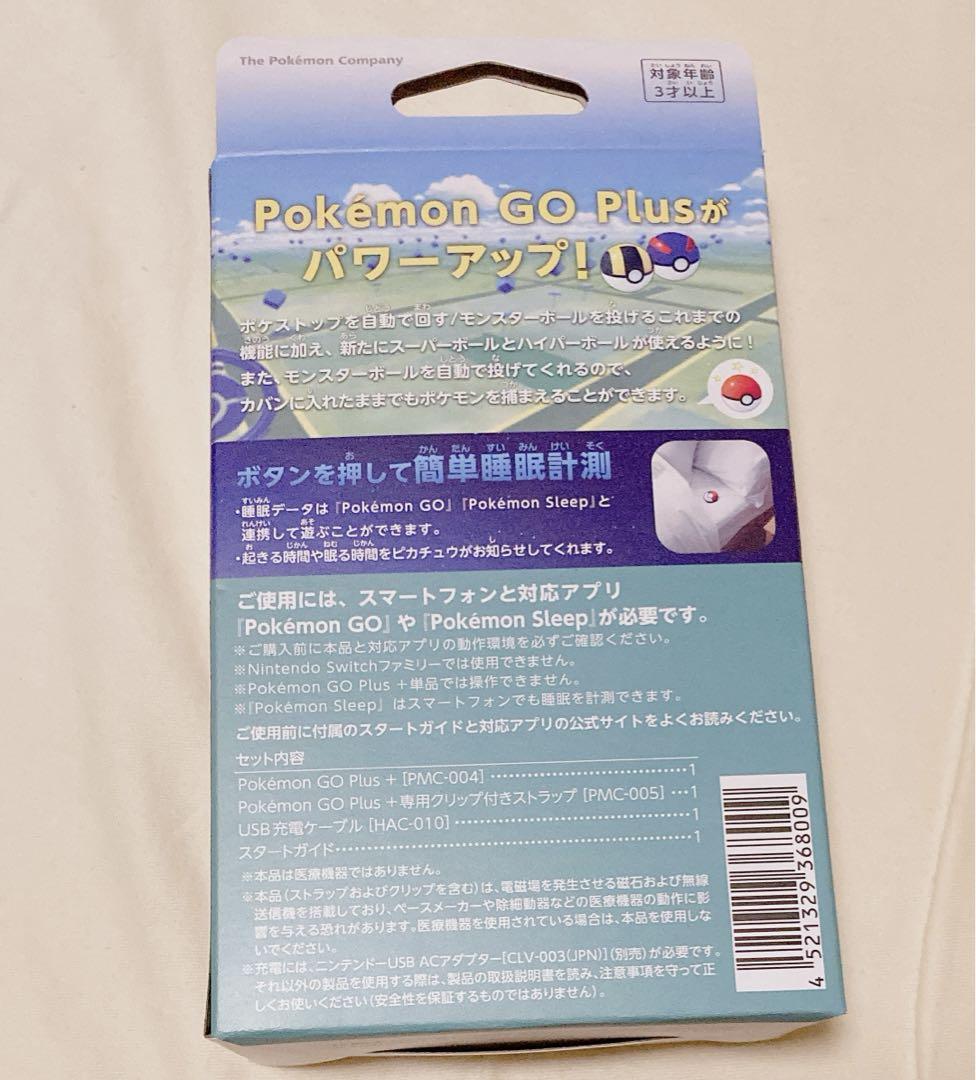 The Pokémon Company
対象年齢
3才以上
Pokémon GO Plusが
パワーアップ!
ポケストップを自動で回す/モンスターボールを投げるこれまでの
機能に加え、新たにスーパーボールとハイパーボールが使えるように!
また、モンスターボールを自動で投げてくれるので、
カバンに入れたままでもポケモンを捕まえることができます。
ボタンを押して簡単睡眠計測
・睡眠データは『Pokémon GO』『Pokémon Sleep』と
連携して遊ぶことができます。
・起きる時間や眠る時間をピカチュウがお知らせしてくれます。
ご使用には、スマートフォンと対応アプリ
『Pokémon GO』や『Pokémon Sleep』が必要です。
※ご購入前に本品と対応アプリの動作環境を必ずご確認ください。
※Nintendo Switchファミリーでは使用できません。
※Pokémon GO Plus +単品では操作できません。
※『Pokémon Sleep』はスマートフォンでも睡眠を計測できます。
ご使用前に付属のスタートガイドと対応アプリの公式サイトをよくお読みください。
セット内容
Pokémon GO Plus + [PMC-004] ……………………………1
Pokémon GO Plus +専用クリップ付きストラップ [PMC-005] …1
USB充電ケーブル [HAC-010] ……………………………1
スタートガイド……………………………………………1
※本品は医療機器ではありません。
※本品(ストラップおよびクリップを含む)は、電磁場を発生させる磁石および無線
送信機を搭載しており、ペースメーカーや除細動器などの医療機器の動作に影
響を与える恐れがあります。医療機器を使用されている場合は、本品を使用しな
いでください。
※充電には、ニンテンドーUSB ACアダプター[CLV-003(JPN)](別売)が必要です。
それ以外の製品を使用する際は、製品の取扱説明書を読み、注意事項を守って正
しくお使いください(安全性を保証するものではありません)。
4 521329 368009